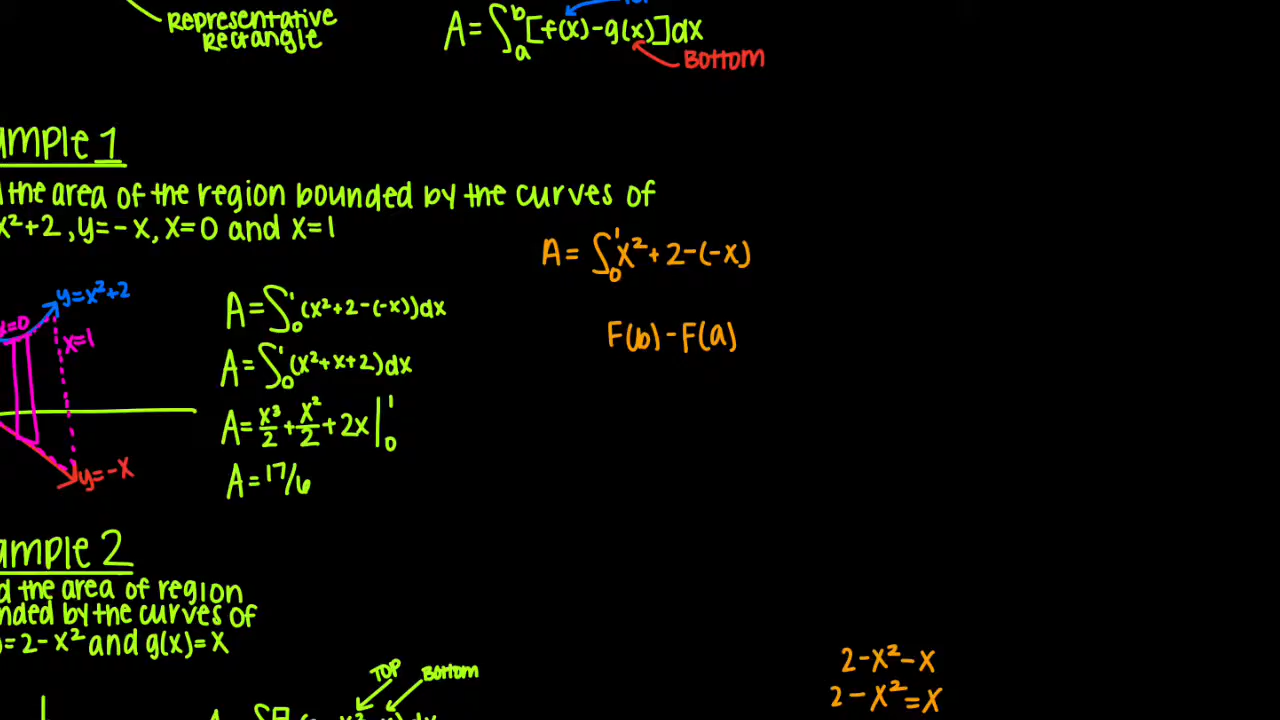 REPRESENTATIVE
RECTANGLE
A = ∫ₐᵇ [f(x) - g(x)]dx
BOTTOM
ample 1
the area of the region bounded by the curves of
x²+2, y=-x, x=0 and x=1
A = ∫₀¹ x² + 2 - (-x)
y=x²+2
x=0
x=1
y=-x
A = ∫₀¹ (x²+2-(-x))dx
A = ∫₀¹ (x²+x+2)dx
A = x³/2 + x²/2 + 2x |₀¹
A = 17/6
F(b) - F(a)
ample 2
the area of region
nded by the curves of
= 2-x² and g(x) = x
TOP
Bottom
2 - x² - x
2 - x² = x